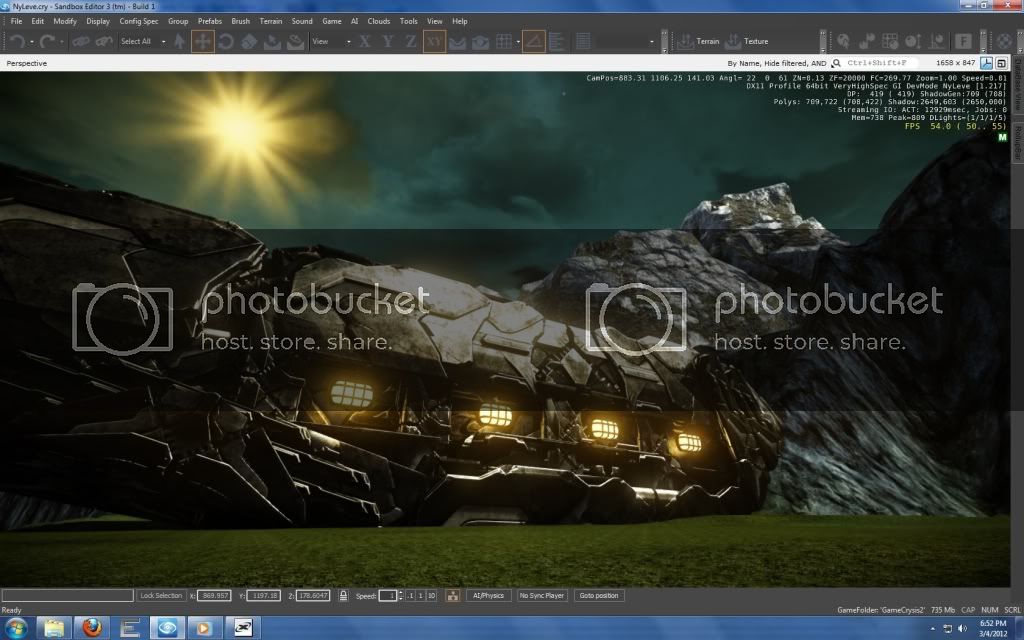 NyLeve.cry - Sandbox Editor 3 (tm) - Build 1
File Edit Modify Display Config Spec Group Prefabs Brush Terrain Sound Game AI Clouds Tools View Help
Select All View X Y Z XY Terrain Texture F
Perspective By Name, Hide filtered, AND Ctrl+Shift+F 1658 x 847
CamPos=883.31 1106.25 141.03 Angl= 22 0 61 ZN=0.13 ZF=20000 FC=269.77 Zoom=1.00 Speed=0.81
DX11 Profile 64bit VeryHighSpec GI DevMode NyLeve [1.217]
DP: 419 ( 419) ShadowGen:709 (708)
Polys: 709,722 (708,422) Shadow:2649,603 (2650,000)
Streaming IO: ACT: 12929msec, Jobs: 0
Mem=738 Peak=809 DLights=(1/1/1/5)
FPS 54.0 ( 50.. 55)
M
DataBase View
RollupBar
photobucket photobucket
host. store. share. host. store. share.
Lock Selection X: 869.957 Y: 1197.18 Z: 178.6047 Speed: 1 .1 1 10 AI/Physics No Sync Player Goto position
Ready GameFolder: 'GameCrysis2' 735 Mb CAP NUM SCRL
6:52 PM
3/4/2012